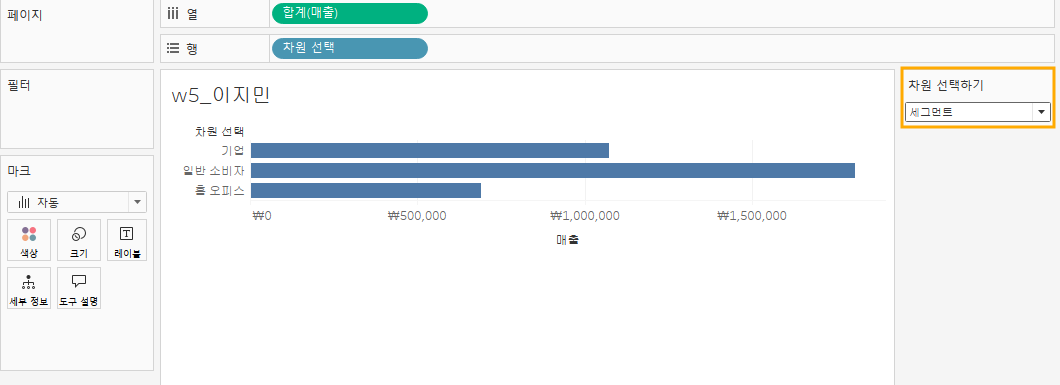 페이지
열
합계(매출)
행
차원 선택
필터
마크
자동
색상
크기
레이블
세부 정보
도구 설명
w5_이지민
차원 선택
기업
일반 소비자
홈 오피스
₩0
₩500,000
₩1,000,000
₩1,500,000
매출
차원 선택하기
세그먼트